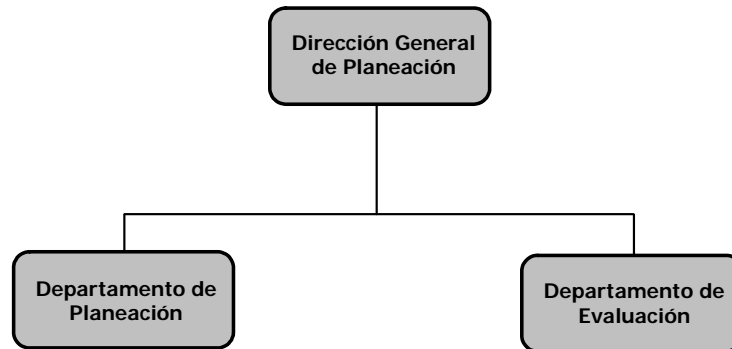 Dirección General
de Planeación
Departamento de
Planeación
Departamento de
Evaluación